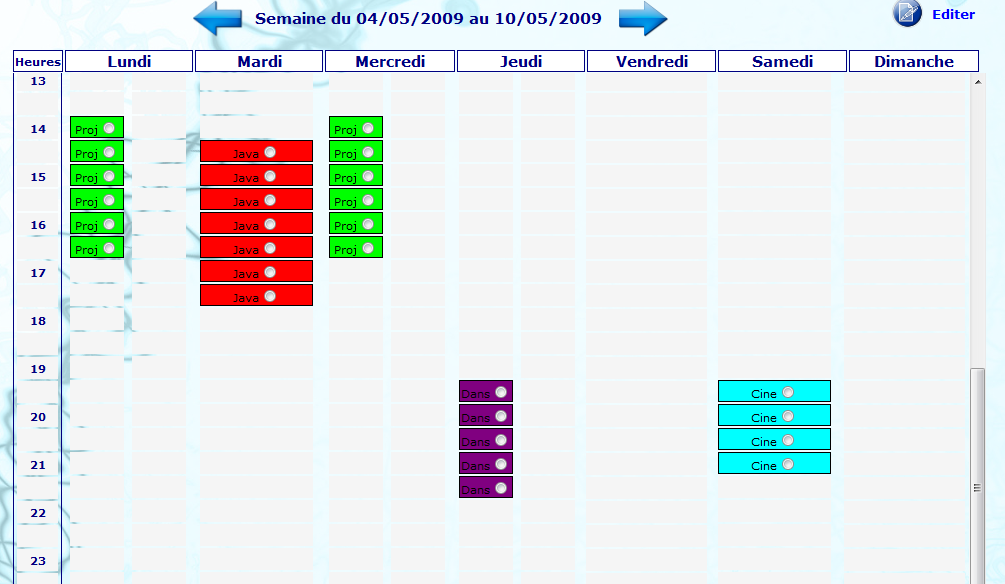 Semaine du 04/05/2009 au 10/05/2009 Editer
Heures Lundi Mardi Mercredi Jeudi Vendredi Samedi Dimanche
13
14 Proj Proj
Proj Java Proj
15 Proj Java Proj
Proj Java Proj
16 Proj Java Proj
Proj Java Proj
17 Java
Java
18
19
Dans Cine
20 Dans Cine
Dans Cine
21 Dans Cine
Dans
22
23